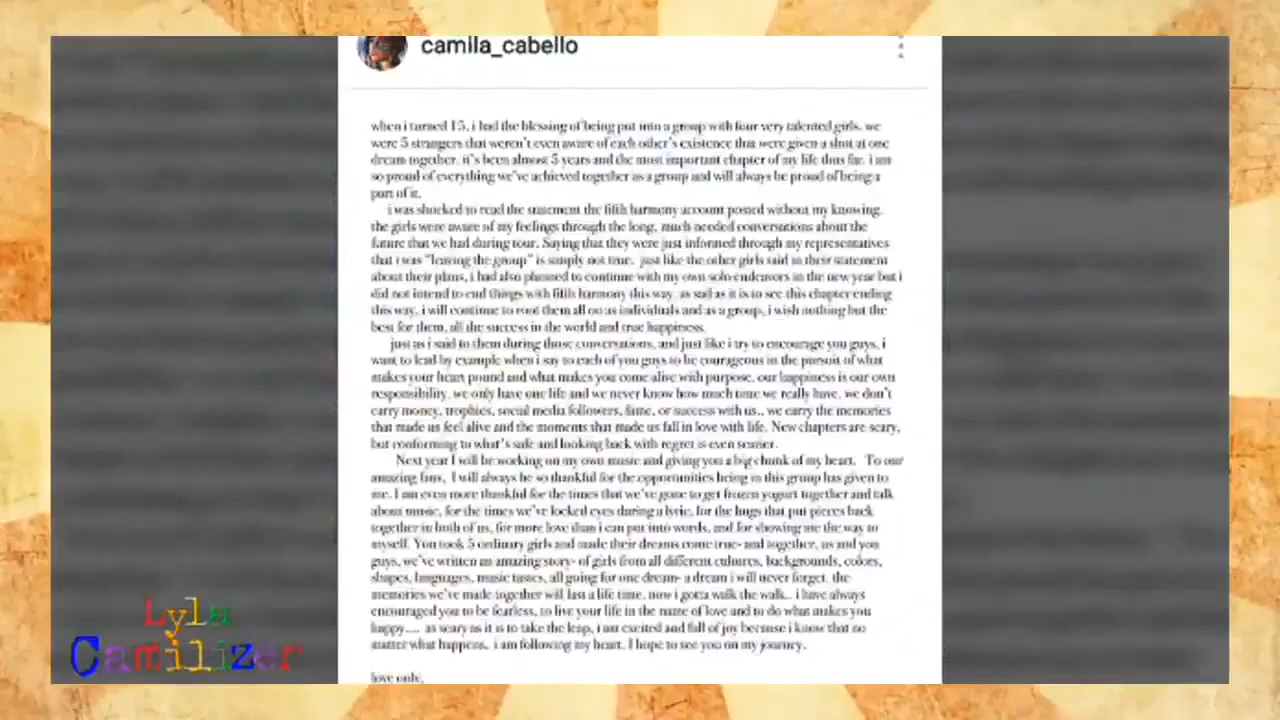 camila_cabello
when i turned 15, i had the blessing of being put into a group with four very talented girls. we
were 5 strangers that weren't even aware of each other's existence that were given a shot at one
dream together. it's been almost 5 years and the most important chapter of my life thus far. i am
so proud of everything we've achieved together as a group and will always be proud of being a
part of it.
i was shocked to read the statement the fifth harmony account posted without my knowing.
the girls were aware of my feelings through the long, much needed conversations about the
future that we had during tour. Saying that they were just informed through my representatives
that i was "leaving the group" is simply not true. just like the other girls said in their statement
about their plans, i had also planned to continue with my own solo endeavors in the new year but i
did not intend to end things with fifth harmony this way. as sad as it is to see this chapter ending
this way, i will continue to root them all on as individuals and as a group. i wish nothing but the
best for them, all the success in the world and true happiness.
just as i said to them during those conversations, and just like i try to encourage you guys, i
want to lead by example when i say to each of you guys to be courageous in the pursuit of what
makes your heart pound and what makes you come alive with purpose. our happiness is our own
responsibility. we only have one life and we never know how much time we really have. we don't
carry money, trophies, social media followers, fame, or success with us.. we carry the memories
that made us feel alive and the moments that made us fall in love with life. New chapters are scary,
but conforming to what's safe and looking back with regret is even scarier.
Next year I will be working on my own music and giving you a big chunk of my heart. To our
amazing fans, I will always be so thankful for the opportunities being in this group has given to
me. I am even more thankful for the times that we've gone to get frozen yogurt together and talk
about music, for the times we've locked eyes during a lyric, for the hugs that put pieces back
together in both of us, for more love than i can put into words, and for showing me the way to
myself. You took 5 ordinary girls and made their dreams come true- and together, us and you
guys, we've written an amazing story- of girls from all different cultures, backgrounds, colors,
shapes, languages, music tastes, all going for one dream- a dream i will never forget. the
memories we've made together will last a life time. now i gotta walk the walk.. i have always
encouraged you to be fearless, to live your life in the name of love and to do what makes you
happy.... as scary as it is to take the leap, i am excited and full of joy because i know that no
matter what happens, i am following my heart. I hope to see you on my journey.
love only,
Lyla
Camilizer